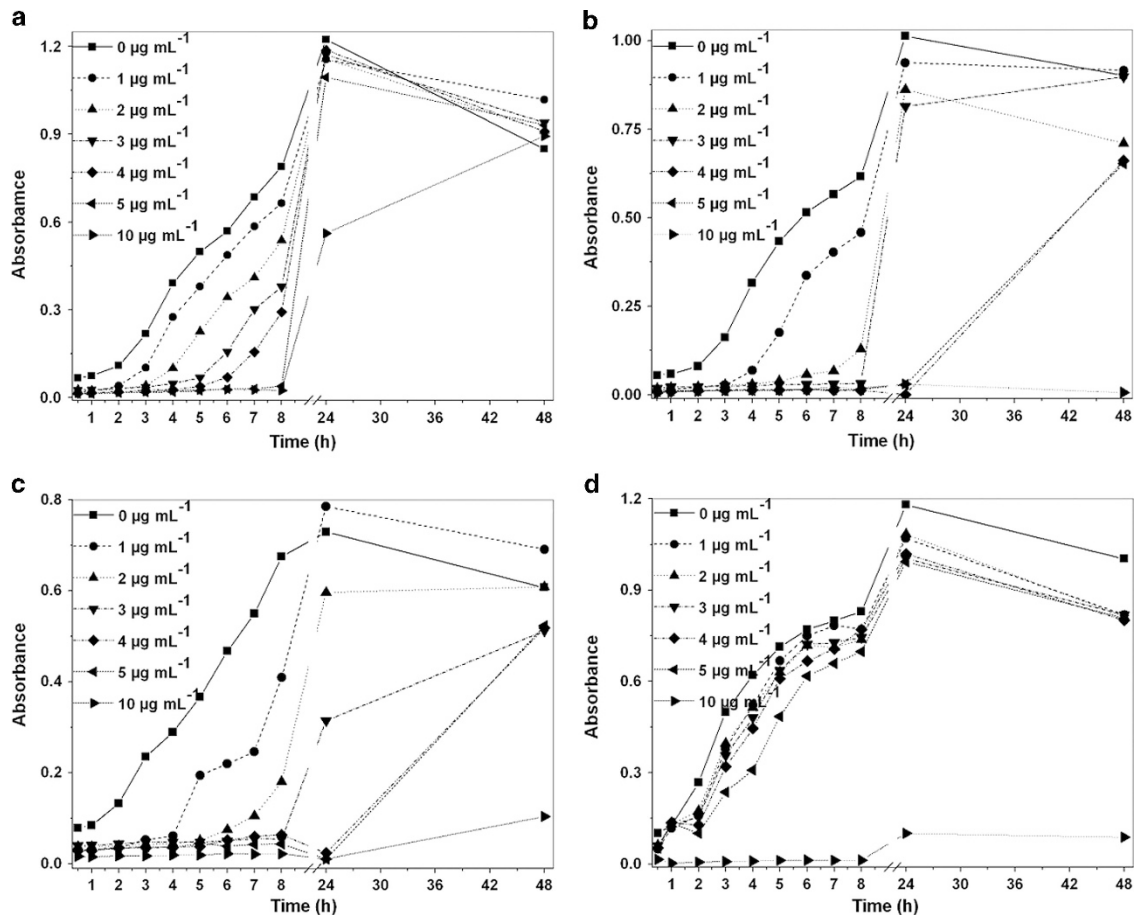 a
Absorbamce
1.2
0.9
0.6
0.3
0.0
0 µg mL-1
1 µg mL-1
2 µg mL-1
3 µg mL-1
4 µg mL-1
5 µg mL-1
10 µg mL-1
1 2 3 4 5 6 7 8 24 30 36 42 48
Time (h)
b
Absorbance
1.00
0.75
0.50
0.25
0.00
0 µg mL-1
1 µg mL-1
2 µg mL-1
3 µg mL-1
4 µg mL-1
5 µg mL-1
10 µg mL-1
1 2 3 4 5 6 7 8 24 30 36 42 48
Time (h)
c
Absorbance
0.8
0.6
0.4
0.2
0.0
0 µg mL-1
1 µg mL-1
2 µg mL-1
3 µg mL-1
4 µg mL-1
5 µg mL-1
10 µg mL-1
1 2 3 4 5 6 7 8 24 30 36 42 48
Time (h)
d
Absorbance
1.2
0.9
0.6
0.3
0.0
0 µg mL-1
1 µg mL-1
2 µg mL-1
3 µg mL-1
4 µg mL-1
5 µg mL-1
10 µg mL-1
1 2 3 4 5 6 7 8 24 30 36 42 48
Time (h)